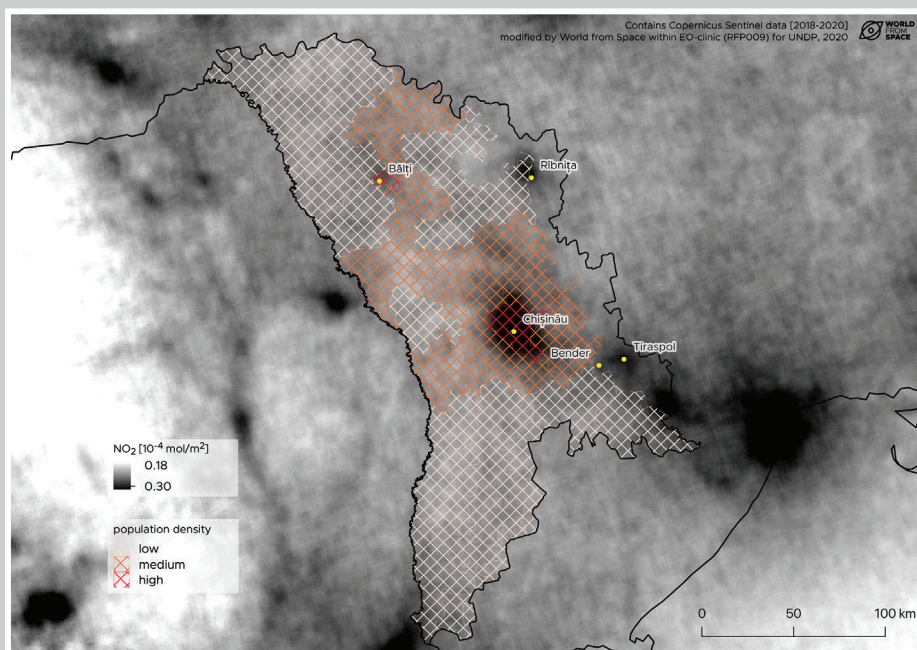 Contains Copernicus Sentinel data [2018-2020]
modified by World from Space within EO-clinic (RFP009) for UNDP, 2020
WORLD
FROM
SPACE
Bălți
Rîbnița
Chișinău
Bender
Tiraspol
NO₂ [10⁻⁴ mol/m²]
0.18
0.30
population density
low
medium
high
0 50 100 km